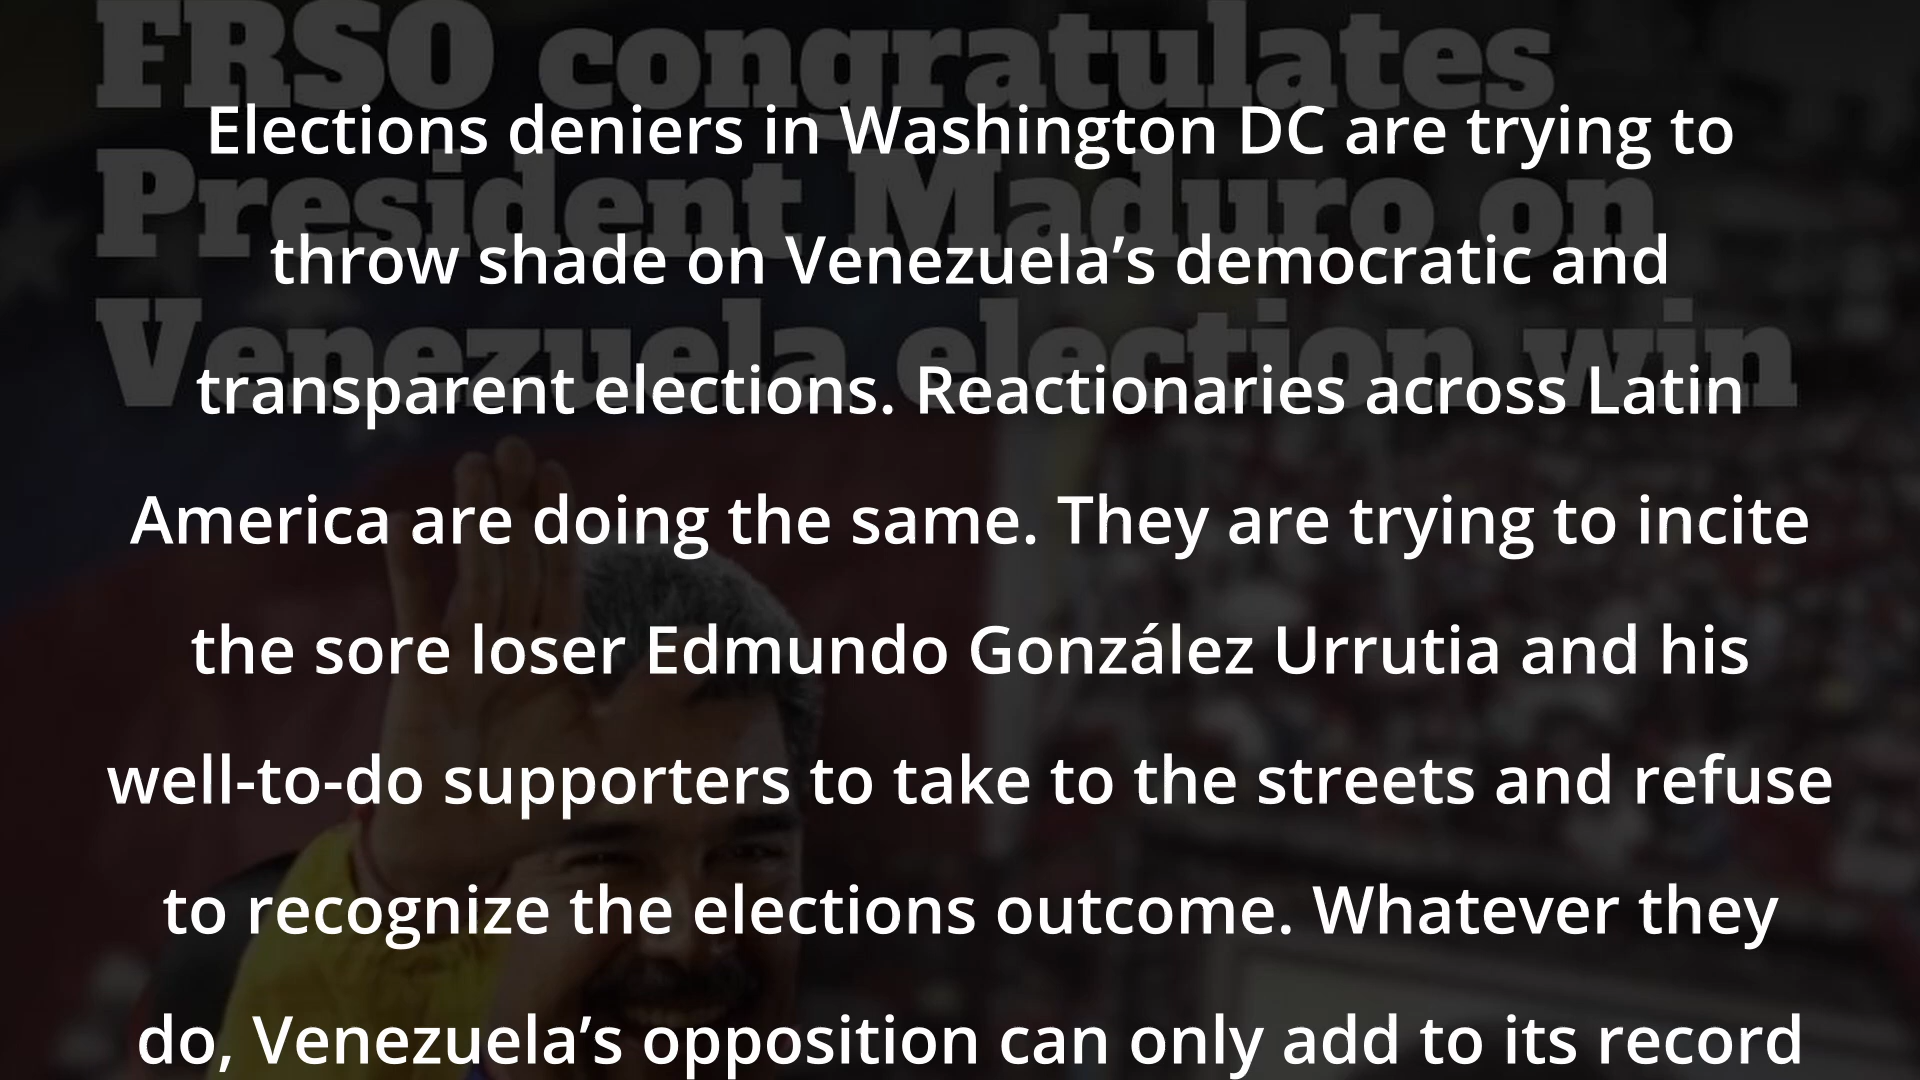 FRSO congratulates
President Maduro on
Venezuela election win
Elections deniers in Washington DC are trying to
throw shade on Venezuela’s democratic and
transparent elections. Reactionaries across Latin
America are doing the same. They are trying to incite
the sore loser Edmundo González Urrutia and his
well-to-do supporters to take to the streets and refuse
to recognize the elections outcome. Whatever they
do, Venezuela’s opposition can only add to its record